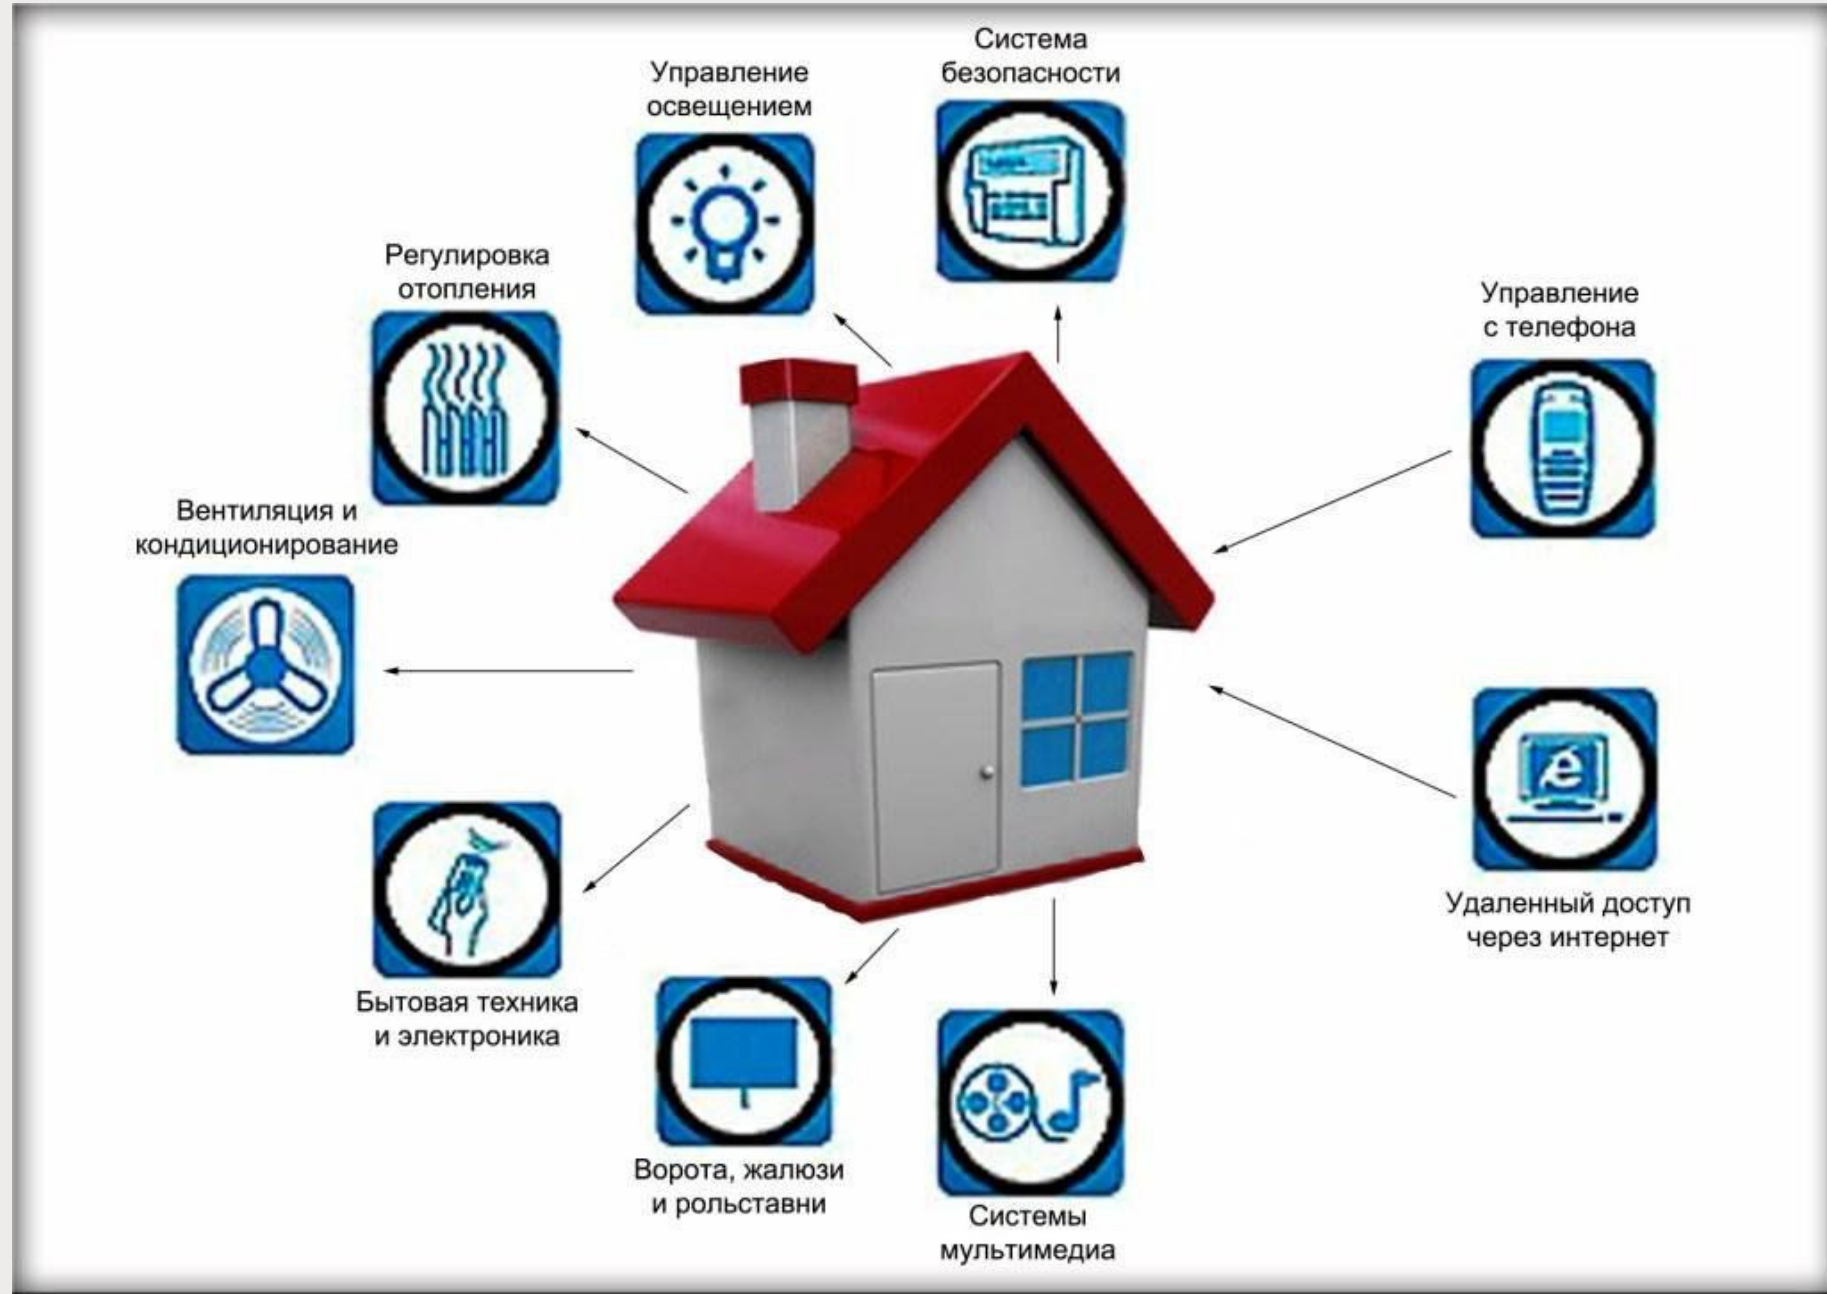 Система
безопасности
Управление
освещением
Регулировка
отопления
Управление
с телефона
Вентиляция и
кондиционирование
Удаленный доступ
через интернет
Бытовая техника
и электроника
Ворота, жалюзи
и рольставни
Системы
мультимедиа